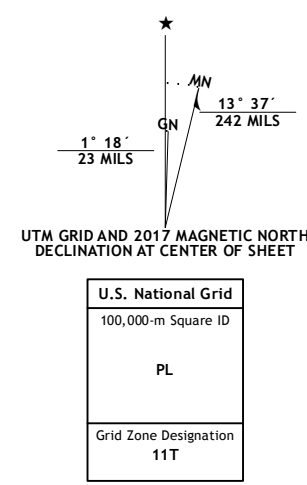 ★
MN
GN
13° 37´
242 MILS
1° 18´
23 MILS
UTM GRID AND 2017 MAGNETIC NORTH
DECLINATION AT CENTER OF SHEET
U.S. National Grid
100,000-m Square ID
PL
Grid Zone Designation
11T